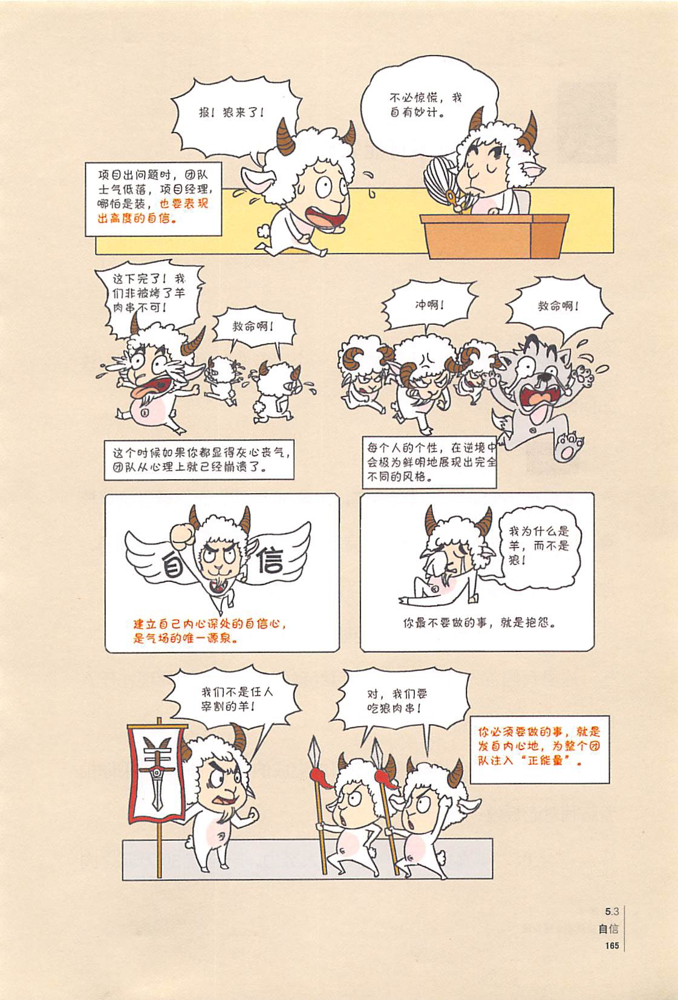 报！狼来了！
不必惊慌，我
自有妙计。
项目出问题时，团队
士气低落，项目经理，
哪怕是装，也要表现
出高度的自信。
这下完了！我
们非被烤了羊
肉串不可！
救命啊！
冲啊！
救命啊！
这个时候如果你都显得灰心丧气，
团队从心理上就已经崩溃了。
每个人的个性，在逆境中
会极为鲜明地展现出完全
不同的风格。
自信
建立自己内心深处的自信心，
是气场的唯一源泉。
我为什么是
羊，而不是
狼！
你最不要做的事，就是抱怨。
我们不是任人
宰割的羊！
对，我们要
吃狼肉串！
羊
你必须要做的事，就是
发自内心地，为整个团
队注入“正能量”。
5.3
自信
165